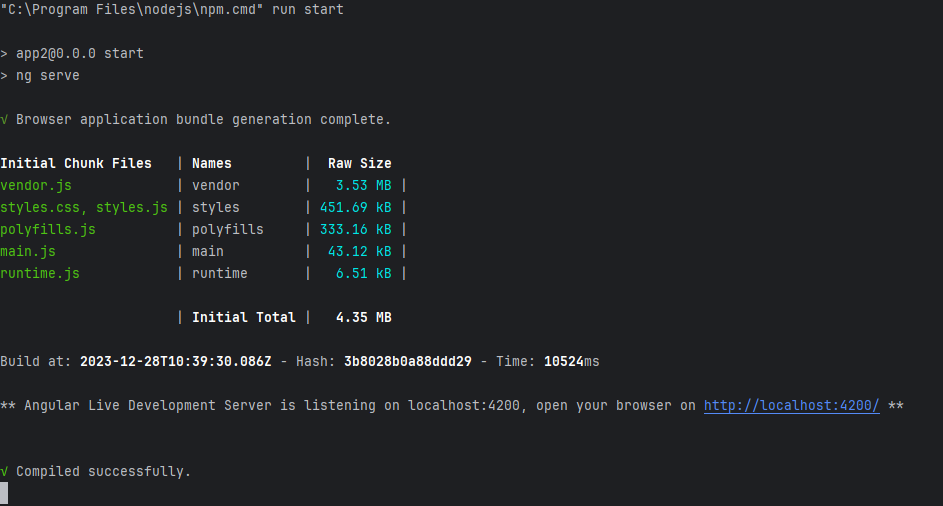 "C:\Program Files\nodejs\npm.cmd" run start
> app2@0.0.0 start
> ng serve
√ Browser application bundle generation complete.
Initial Chunk Files   | Names         |  Raw Size
vendor.js             | vendor        |   3.53 MB |
styles.css, styles.js | styles        | 451.69 kB |
polyfills.js          | polyfills     | 333.16 kB |
main.js               | main          |  43.12 kB |
runtime.js            | runtime       |   6.51 kB |
                      | Initial Total |   4.35 MB
Build at: 2023-12-28T10:39:30.086Z - Hash: 3b8028b0a88ddd29 - Time: 10524ms
** Angular Live Development Server is listening on localhost:4200, open your browser on http://localhost:4200/ **
√ Compiled successfully.